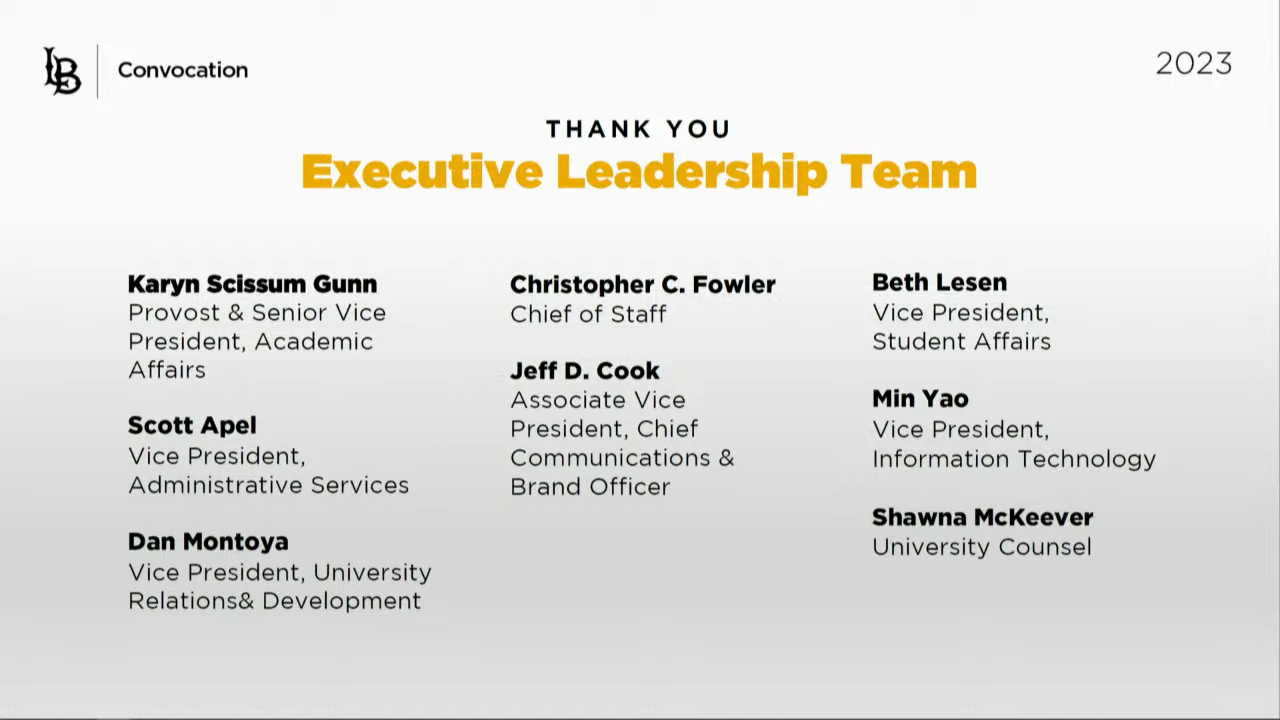 LB
Convocation
2023
THANK YOU
Executive Leadership Team
Karyn Scissum Gunn
Provost & Senior Vice
President, Academic
Affairs
Scott Apel
Vice President,
Administrative Services
Dan Montoya
Vice President, University
Relations& Development
Christopher C. Fowler
Chief of Staff
Jeff D. Cook
Associate Vice
President, Chief
Communications &
Brand Officer
Beth Lesen
Vice President,
Student Affairs
Min Yao
Vice President,
Information Technology
Shawna McKeever
University Counsel